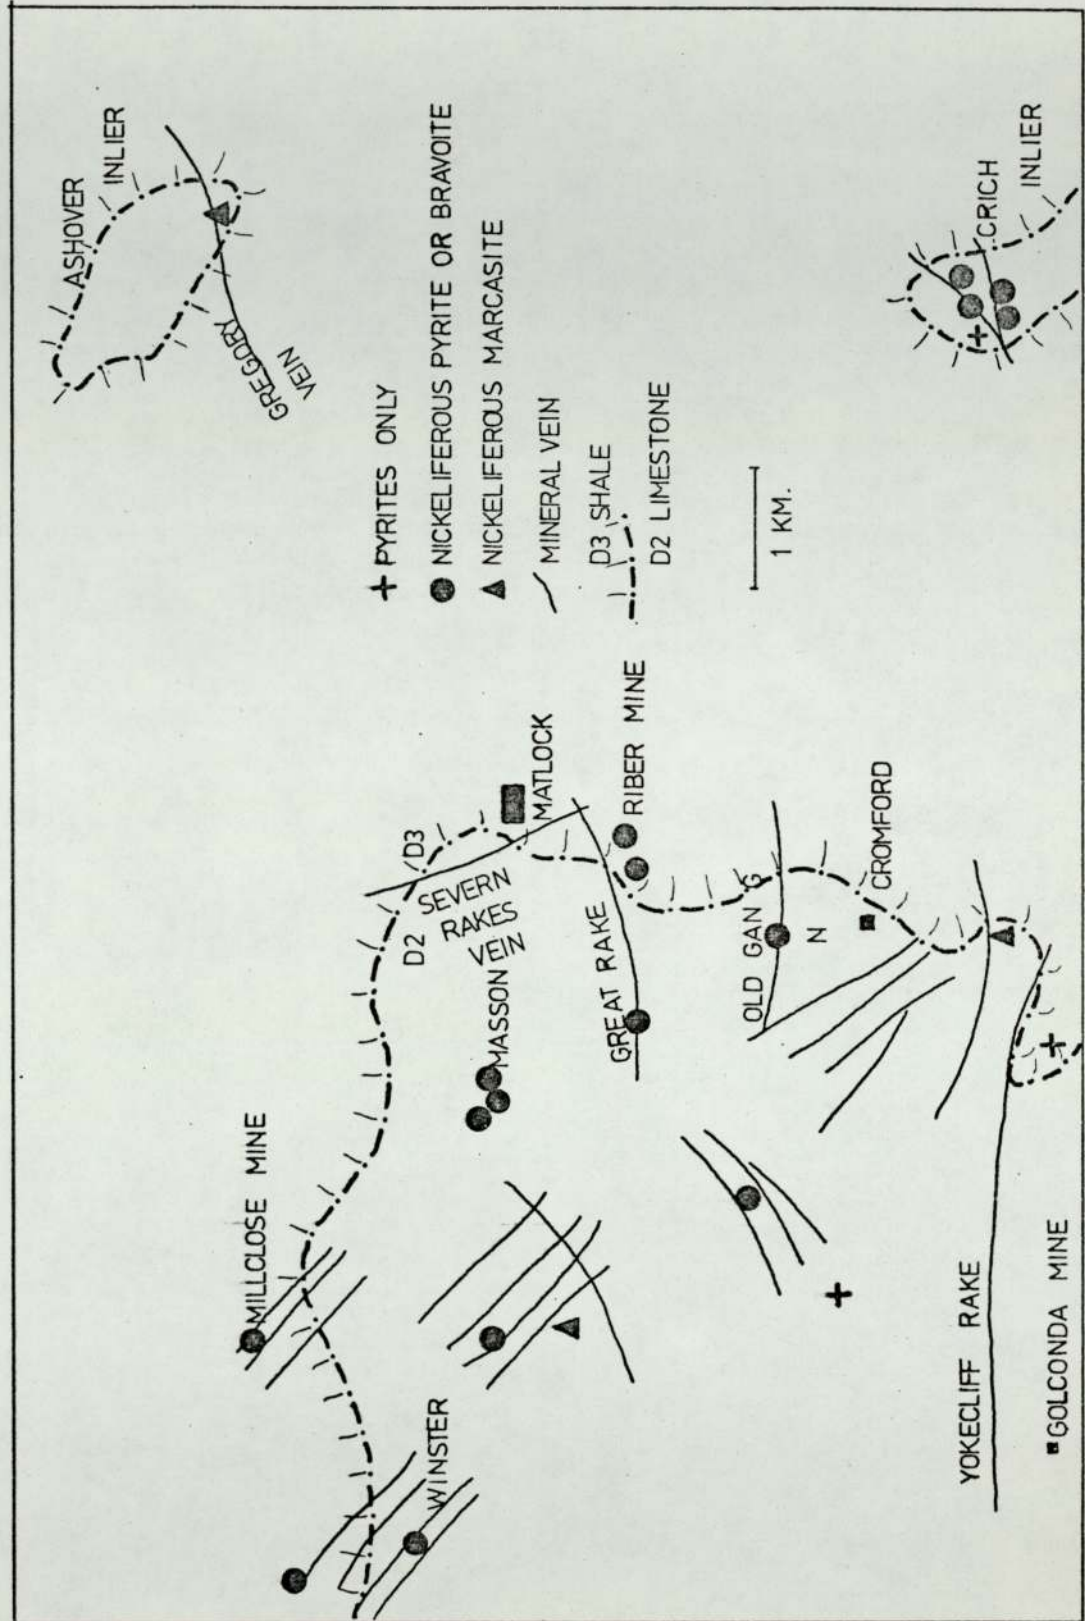 ASHOVER
INLIER
GREGORY
VEIN
PYRITES ONLY
NICKELIFEROUS PYRITE OR BRAVOITE
NICKELIFEROUS MARCASITE
MINERAL VEIN
D3 SHALE
D2 LIMESTONE
1 KM.
CRICH
INLIER
MILLCLOSE MINE
WINSTER
D2
D3
SEVERN
RAKES
VEIN
MASSON
MATLOCK
GREAT RAKE
RIBER MINE
OLD GANG
N
CROMFORD
YOKECLIFF RAKE
GOLCONDA MINE